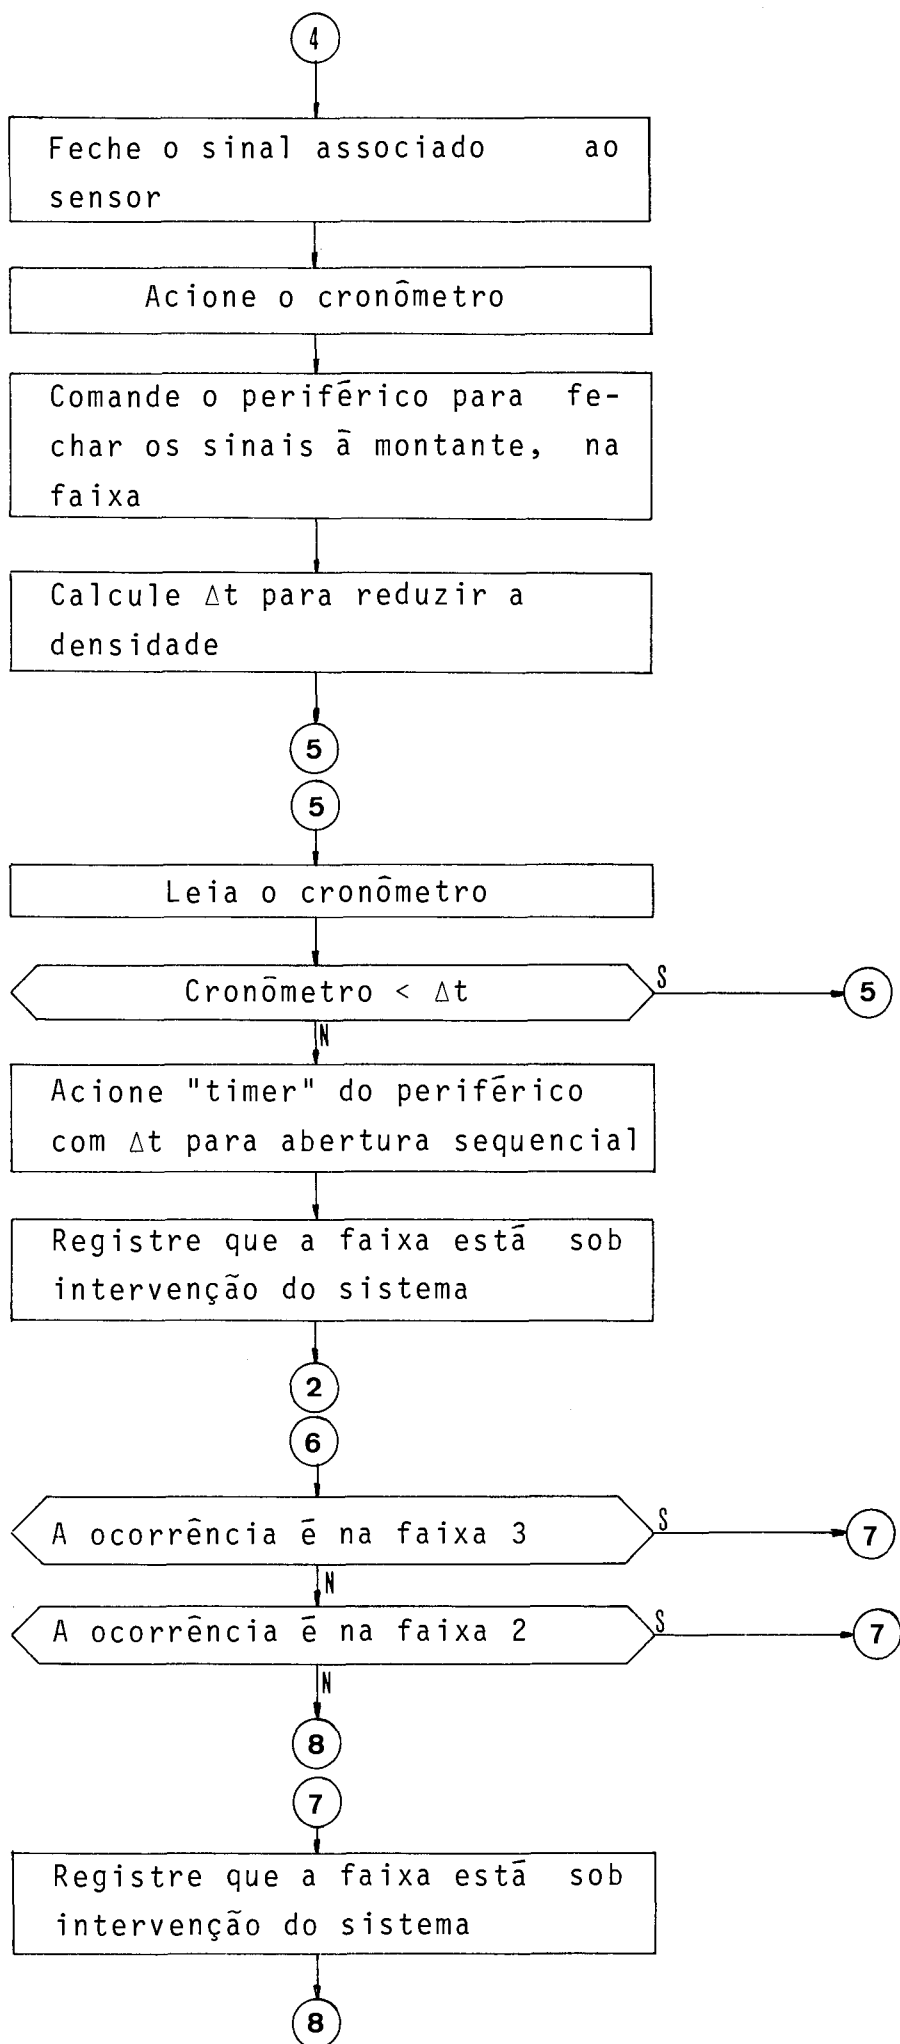 4
Feche o sinal associado ao
sensor
Acione o cronômetro
Comande o periférico para fe-
char os sinais à montante, na
faixa
Calcule Δt para reduzir a
densidade
5
5
Leia o cronômetro
Cronômetro < Δt
S
5
N
Acione "timer" do periférico
com Δt para abertura sequencial
Registre que a faixa está sob
intervenção do sistema
2
6
A ocorrência é na faixa 3
S
7
N
A ocorrência é na faixa 2
S
7
N
8
7
Registre que a faixa está sob
intervenção do sistema
8